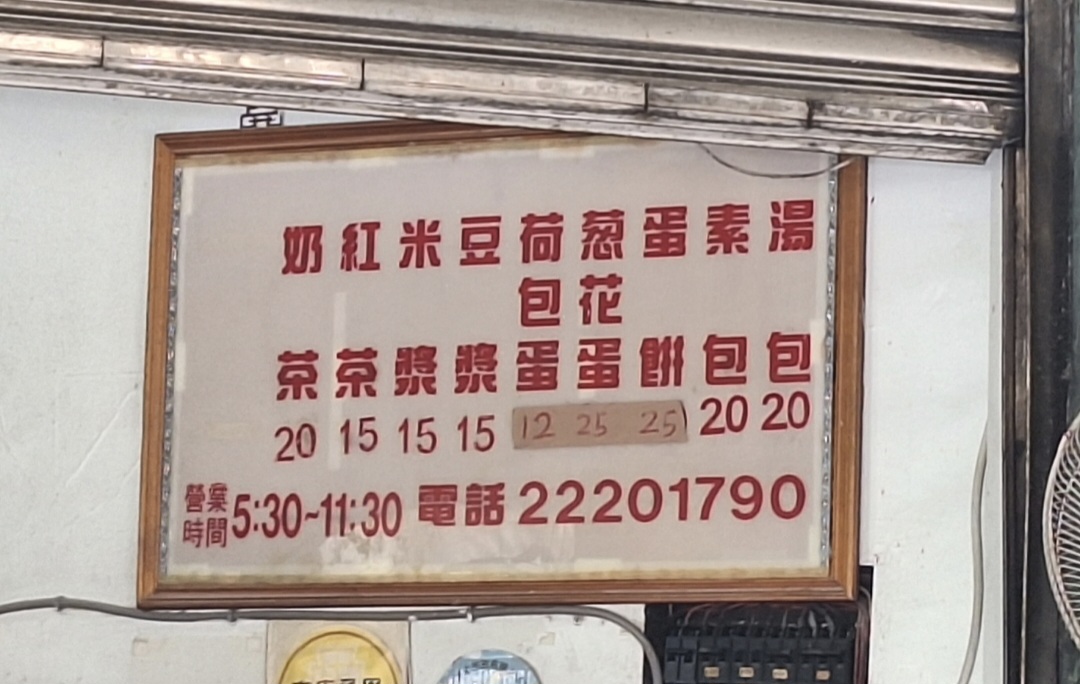 湯包 20
素包 20
蛋餅 25
葱花蛋 25
荷包蛋 12
豆漿 15
米漿 15
紅茶 15
奶茶 20
營業時間 5:30~11:30 電話 22201790